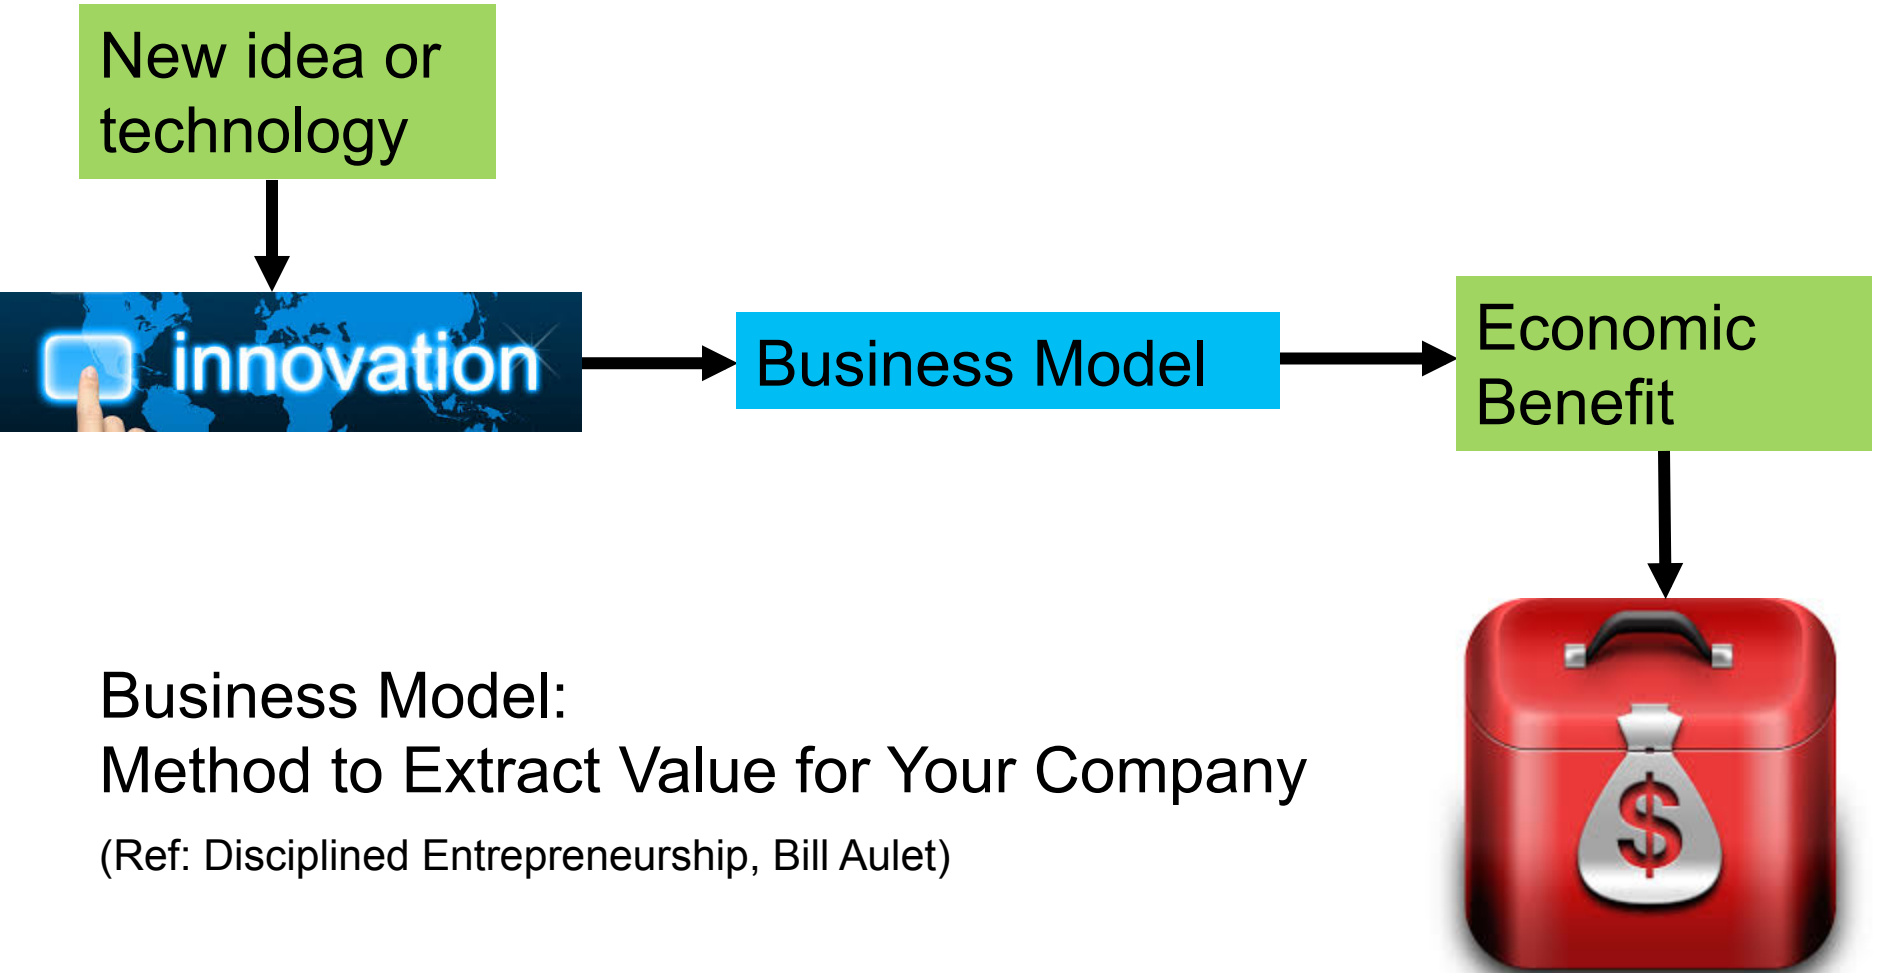 New idea or
technology
innovation
Business Model
Economic
Benefit
Business Model:
Method to Extract Value for Your Company
(Ref: Disciplined Entrepreneurship, Bill Aulet)
$